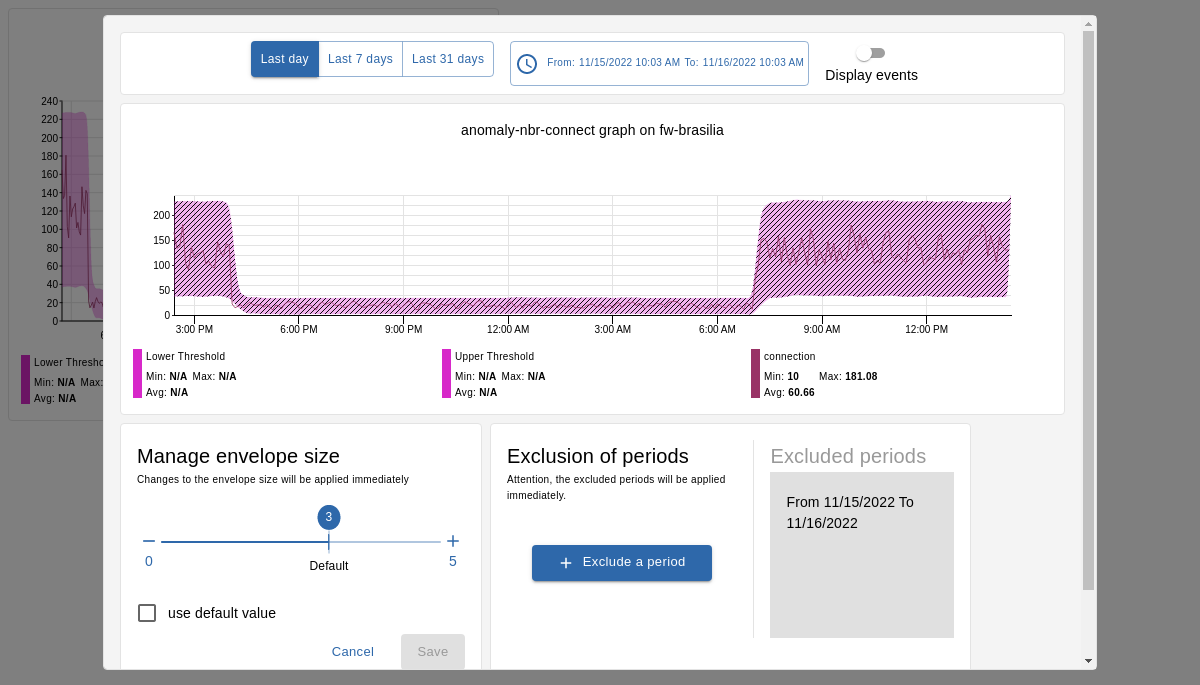 Last day Last 7 days Last 31 days
From: 11/15/2022 10:03 AM To: 11/16/2022 10:03 AM
Display events
anomaly-nbr-connect graph on fw-brasilia
200
150
100
50
0
3:00 PM 6:00 PM 9:00 PM 12:00 AM 3:00 AM 6:00 AM 9:00 AM 12:00 PM
Lower Threshold
Min: N/A Max: N/A
Avg: N/A
Upper Threshold
Min: N/A Max: N/A
Avg: N/A
connection
Min: 10 Max: 181.08
Avg: 60.66
Manage envelope size
Changes to the envelope size will be applied immediately
3
0 5
Default
use default value
Cancel Save
Exclusion of periods
Attention, the excluded periods will be applied
immediately.
+ Exclude a period
Excluded periods
From 11/15/2022 To
11/16/2022
240
220
200
180
160
140
120
100
80
60
40
20
0
Lower
Min: N/A Max:
Avg: N/A